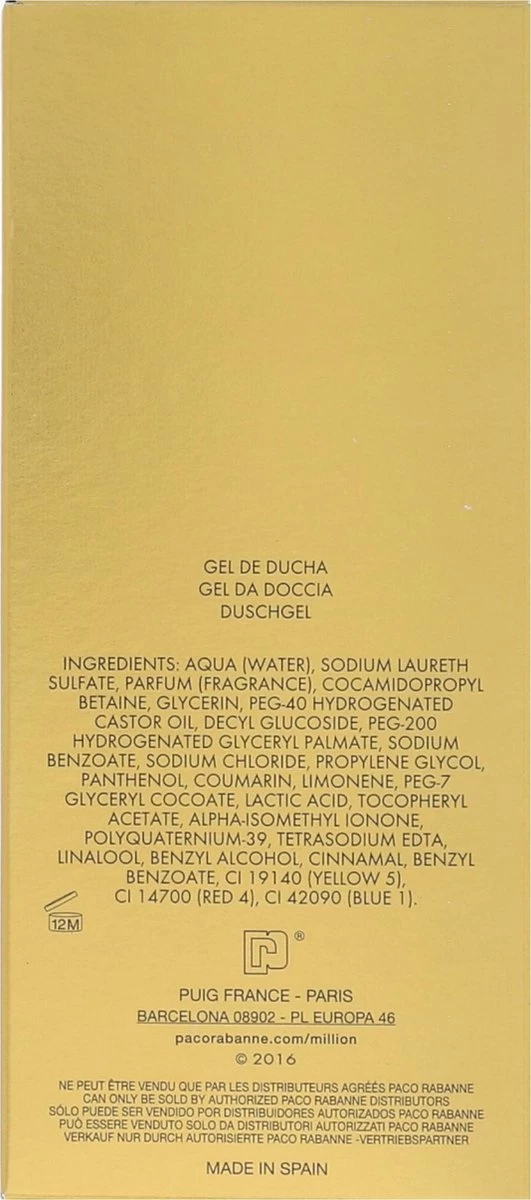 GEL DE DUCHA
GEL DA DOCCIA
DUSCHGEL
INGREDIENTS: AQUA (WATER), SODIUM LAURETH
SULFATE, PARFUM (FRAGRANCE), COCAMIDOPROPYL
BETAINE, GLYCERIN, PEG-40 HYDROGENATED
CASTOR OIL, DECYL GLUCOSIDE, PEG-200
HYDROGENATED GLYCERYL PALMATE, SODIUM
BENZOATE, SODIUM CHLORIDE, PROPYLENE GLYCOL,
PANTHENOL, COUMARIN, LIMONENE, PEG-7
GLYCERYL COCOATE, LACTIC ACID, TOCOPHERYL
ACETATE, ALPHA-ISOMETHYL IONONE,
POLYQUATERNIUM-39, TETRASODIUM EDTA,
LINALOOL, BENZYL ALCOHOL, CINNAMAL, BENZYL
BENZOATE, CI 19140 (YELLOW 5),
CI 14700 (RED 4), CI 42090 (BLUE 1).
12M
®
PUIG FRANCE - PARIS
BARCELONA 08902 - PL EUROPA 46
pacorabanne.com/million
© 2016
NE PEUT ÊTRE VENDU QUE PAR LES DISTRIBUTEURS AGRÉÉS PACO RABANNE
CAN ONLY BE SOLD BY AUTHORIZED PACO RABANNE DISTRIBUTORS
SÓLO PUEDE SER VENDIDO POR DISTRIBUIDORES AUTORIZADOS PACO RABANNE
PUÒ ESSERE VENDUTO SOLO DA DISTRIBUTORI AUTORIZZATI PACO RABANNE
VERKAUF NUR DURCH AUTORISIERTE PACO RABANNE -VERTRIEBSPARTNER
MADE IN SPAIN